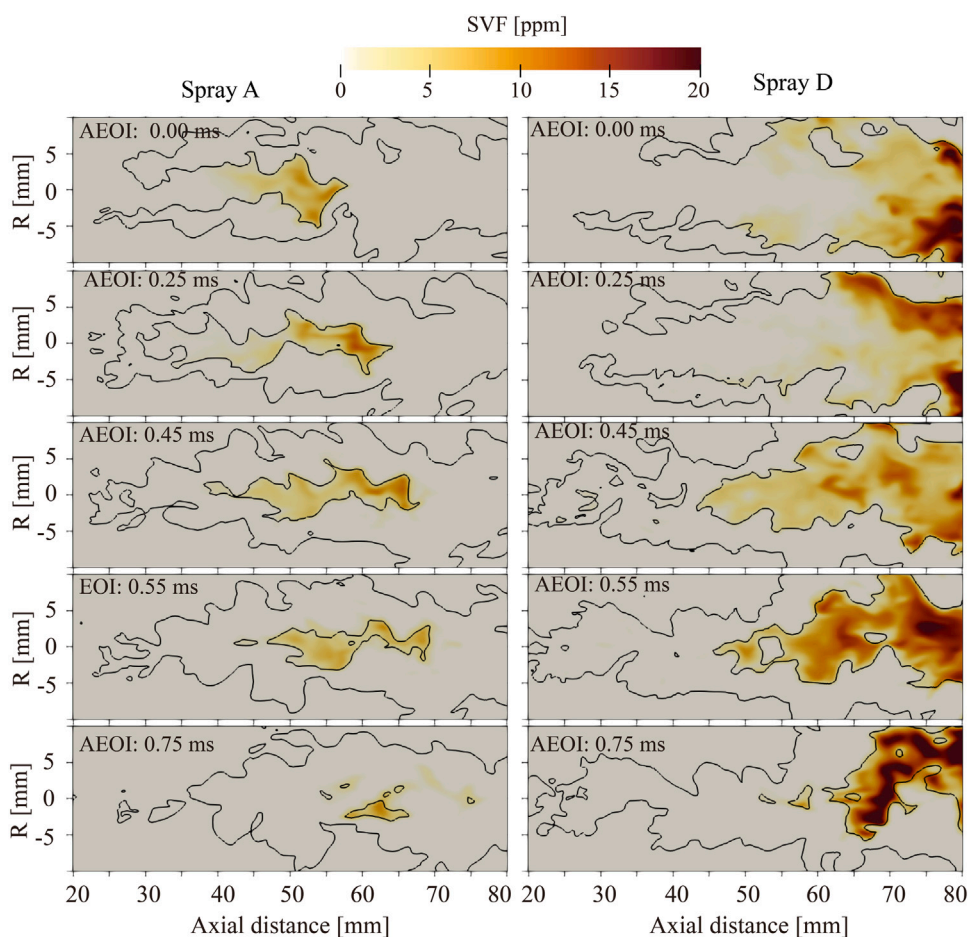 SVF [ppm]
Spray A
0 5 10 15 20
Spray D
AEOI: 0.00 ms
AEOI: 0.00 ms
R [mm]
5
0
-5
AEOI: 0.25 ms
AEOI: 0.25 ms
R [mm]
5
0
-5
AEOI: 0.45 ms
AEOI: 0.45 ms
R [mm]
5
0
-5
EOI: 0.55 ms
AEOI: 0.55 ms
R [mm]
5
0
-5
AEOI: 0.75 ms
AEOI: 0.75 ms
R [mm]
5
0
-5
20 30 40 50 60 70 80
20 30 40 50 60 70 80
Axial distance [mm]
Axial distance [mm]